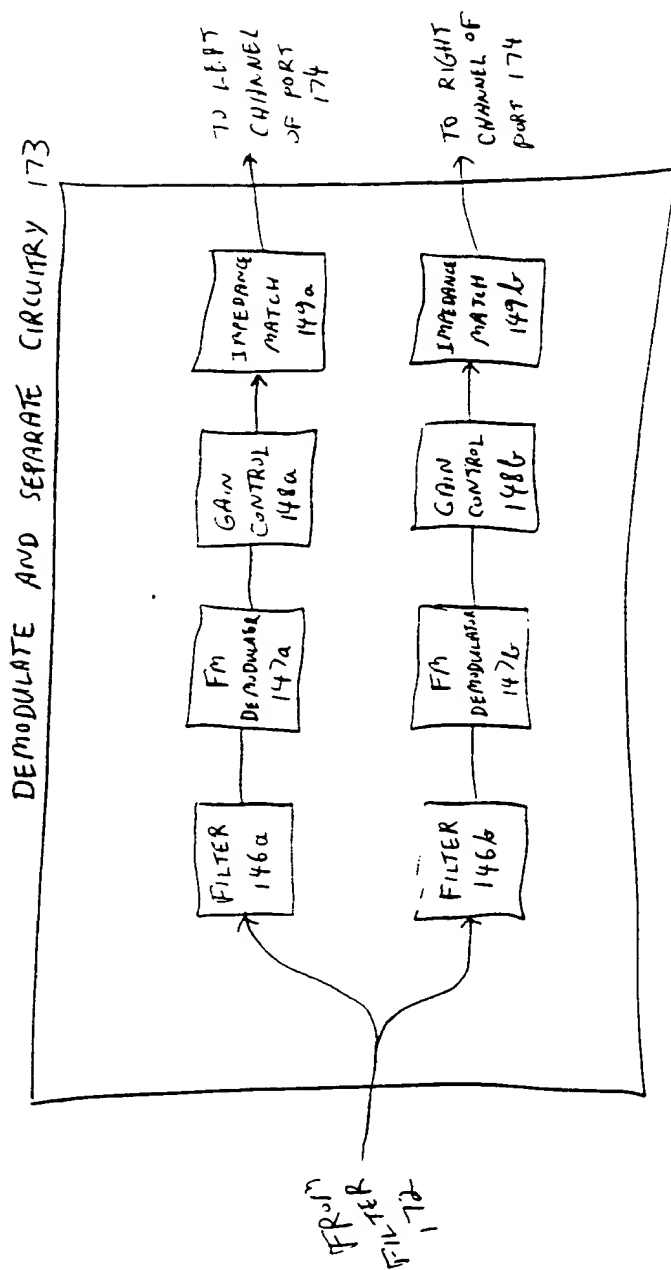 DEMODULATE AND SEPARATE CIRCUITRY 173
FROM
FILTER
172
FILTER
146a
FM
DEMODULATOR
147a
GAIN
CONTROL
148a
IMPEDANCE
MATCH
149a
TO LEFT
CHANNEL
OF PORT
174
FILTER
146b
FM
DEMODULATOR
147b
GAIN
CONTROL
148b
IMPEDANCE
MATCH
149b
TO RIGHT
CHANNEL OF
PORT 174